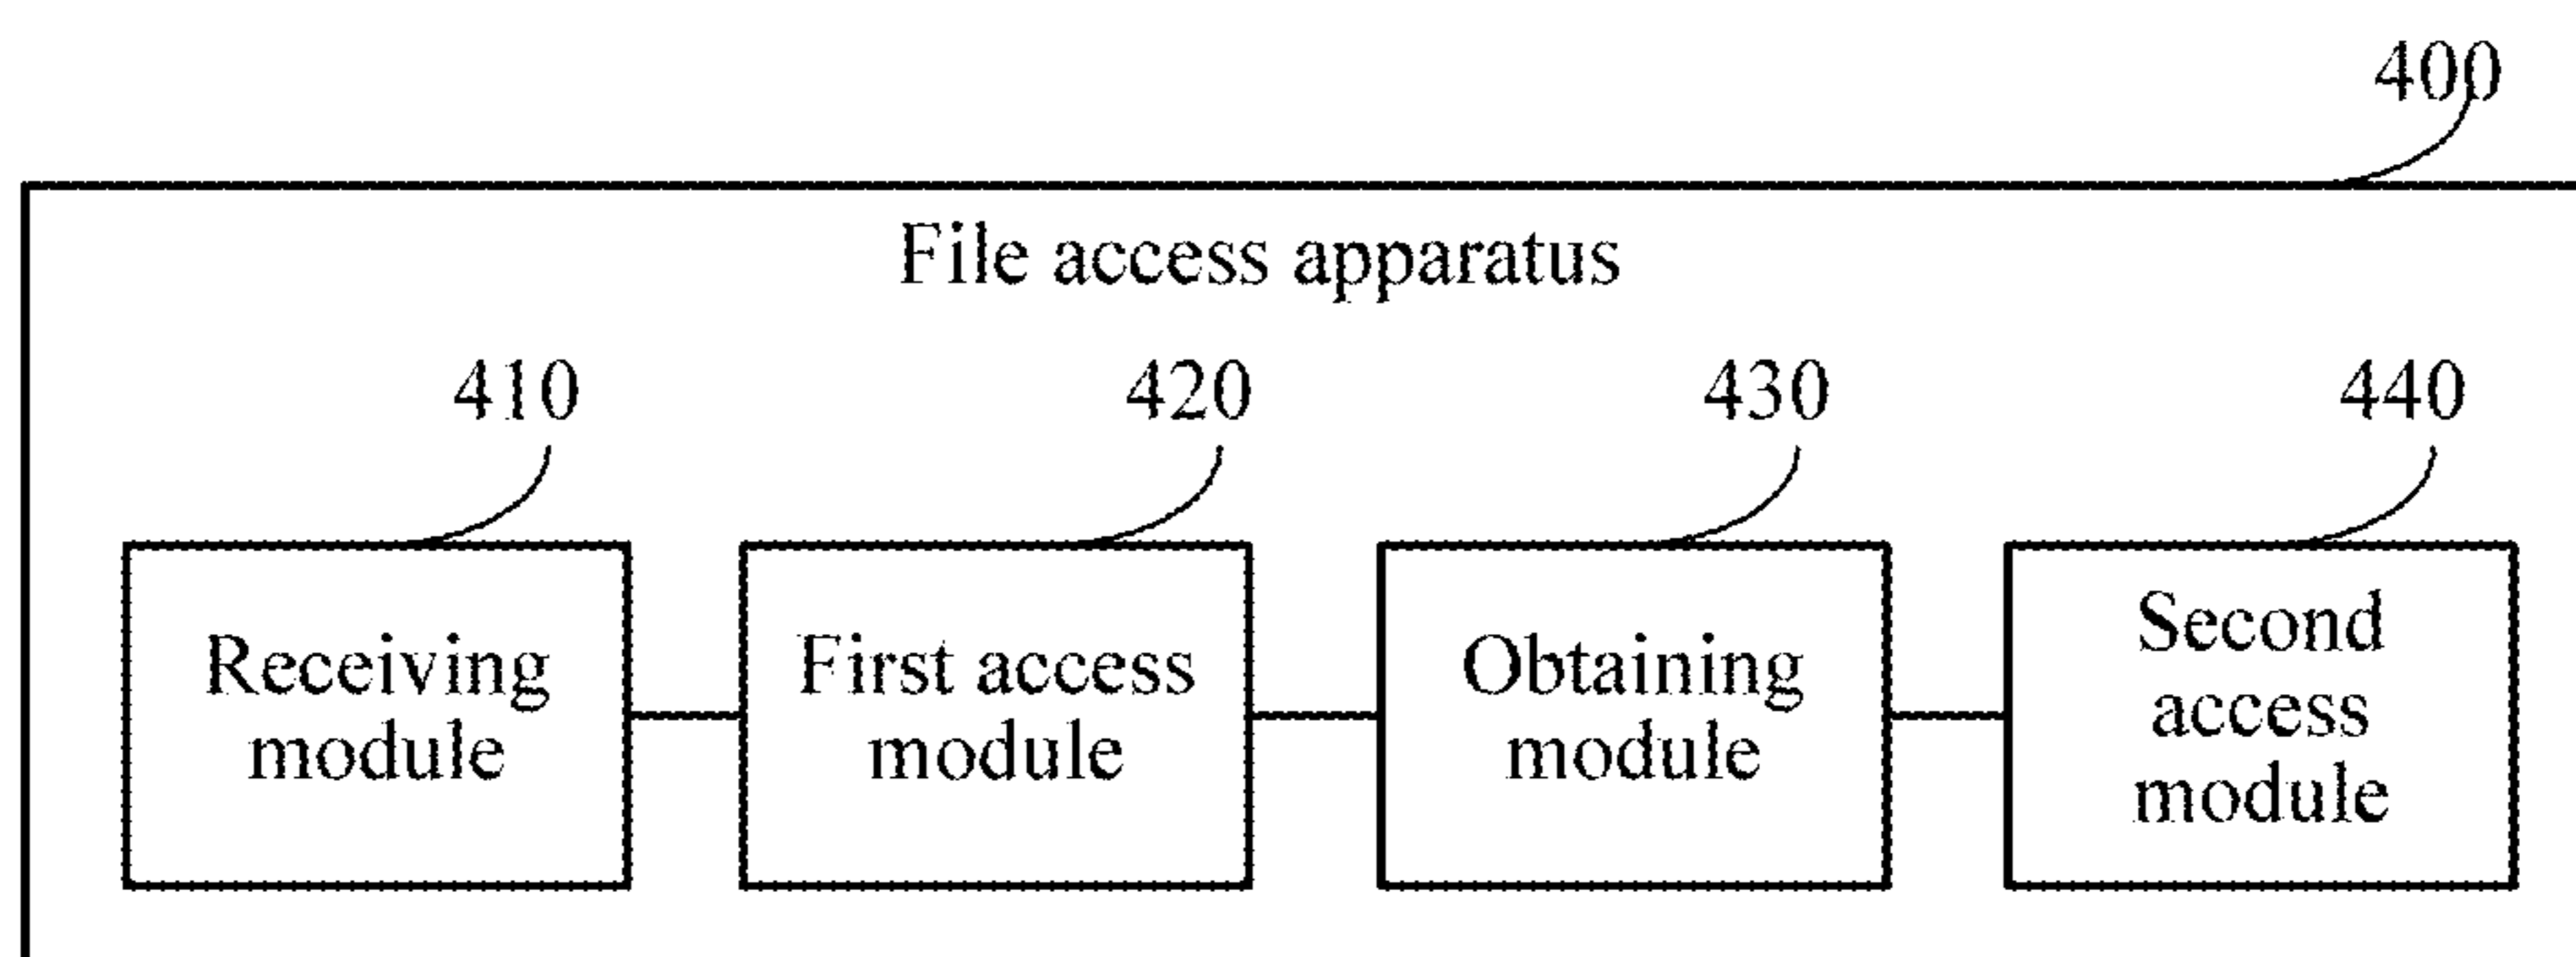 400
File access apparatus
410
420
430
440
Receiving
module
First access
module
Obtaining
module
Second
access
module